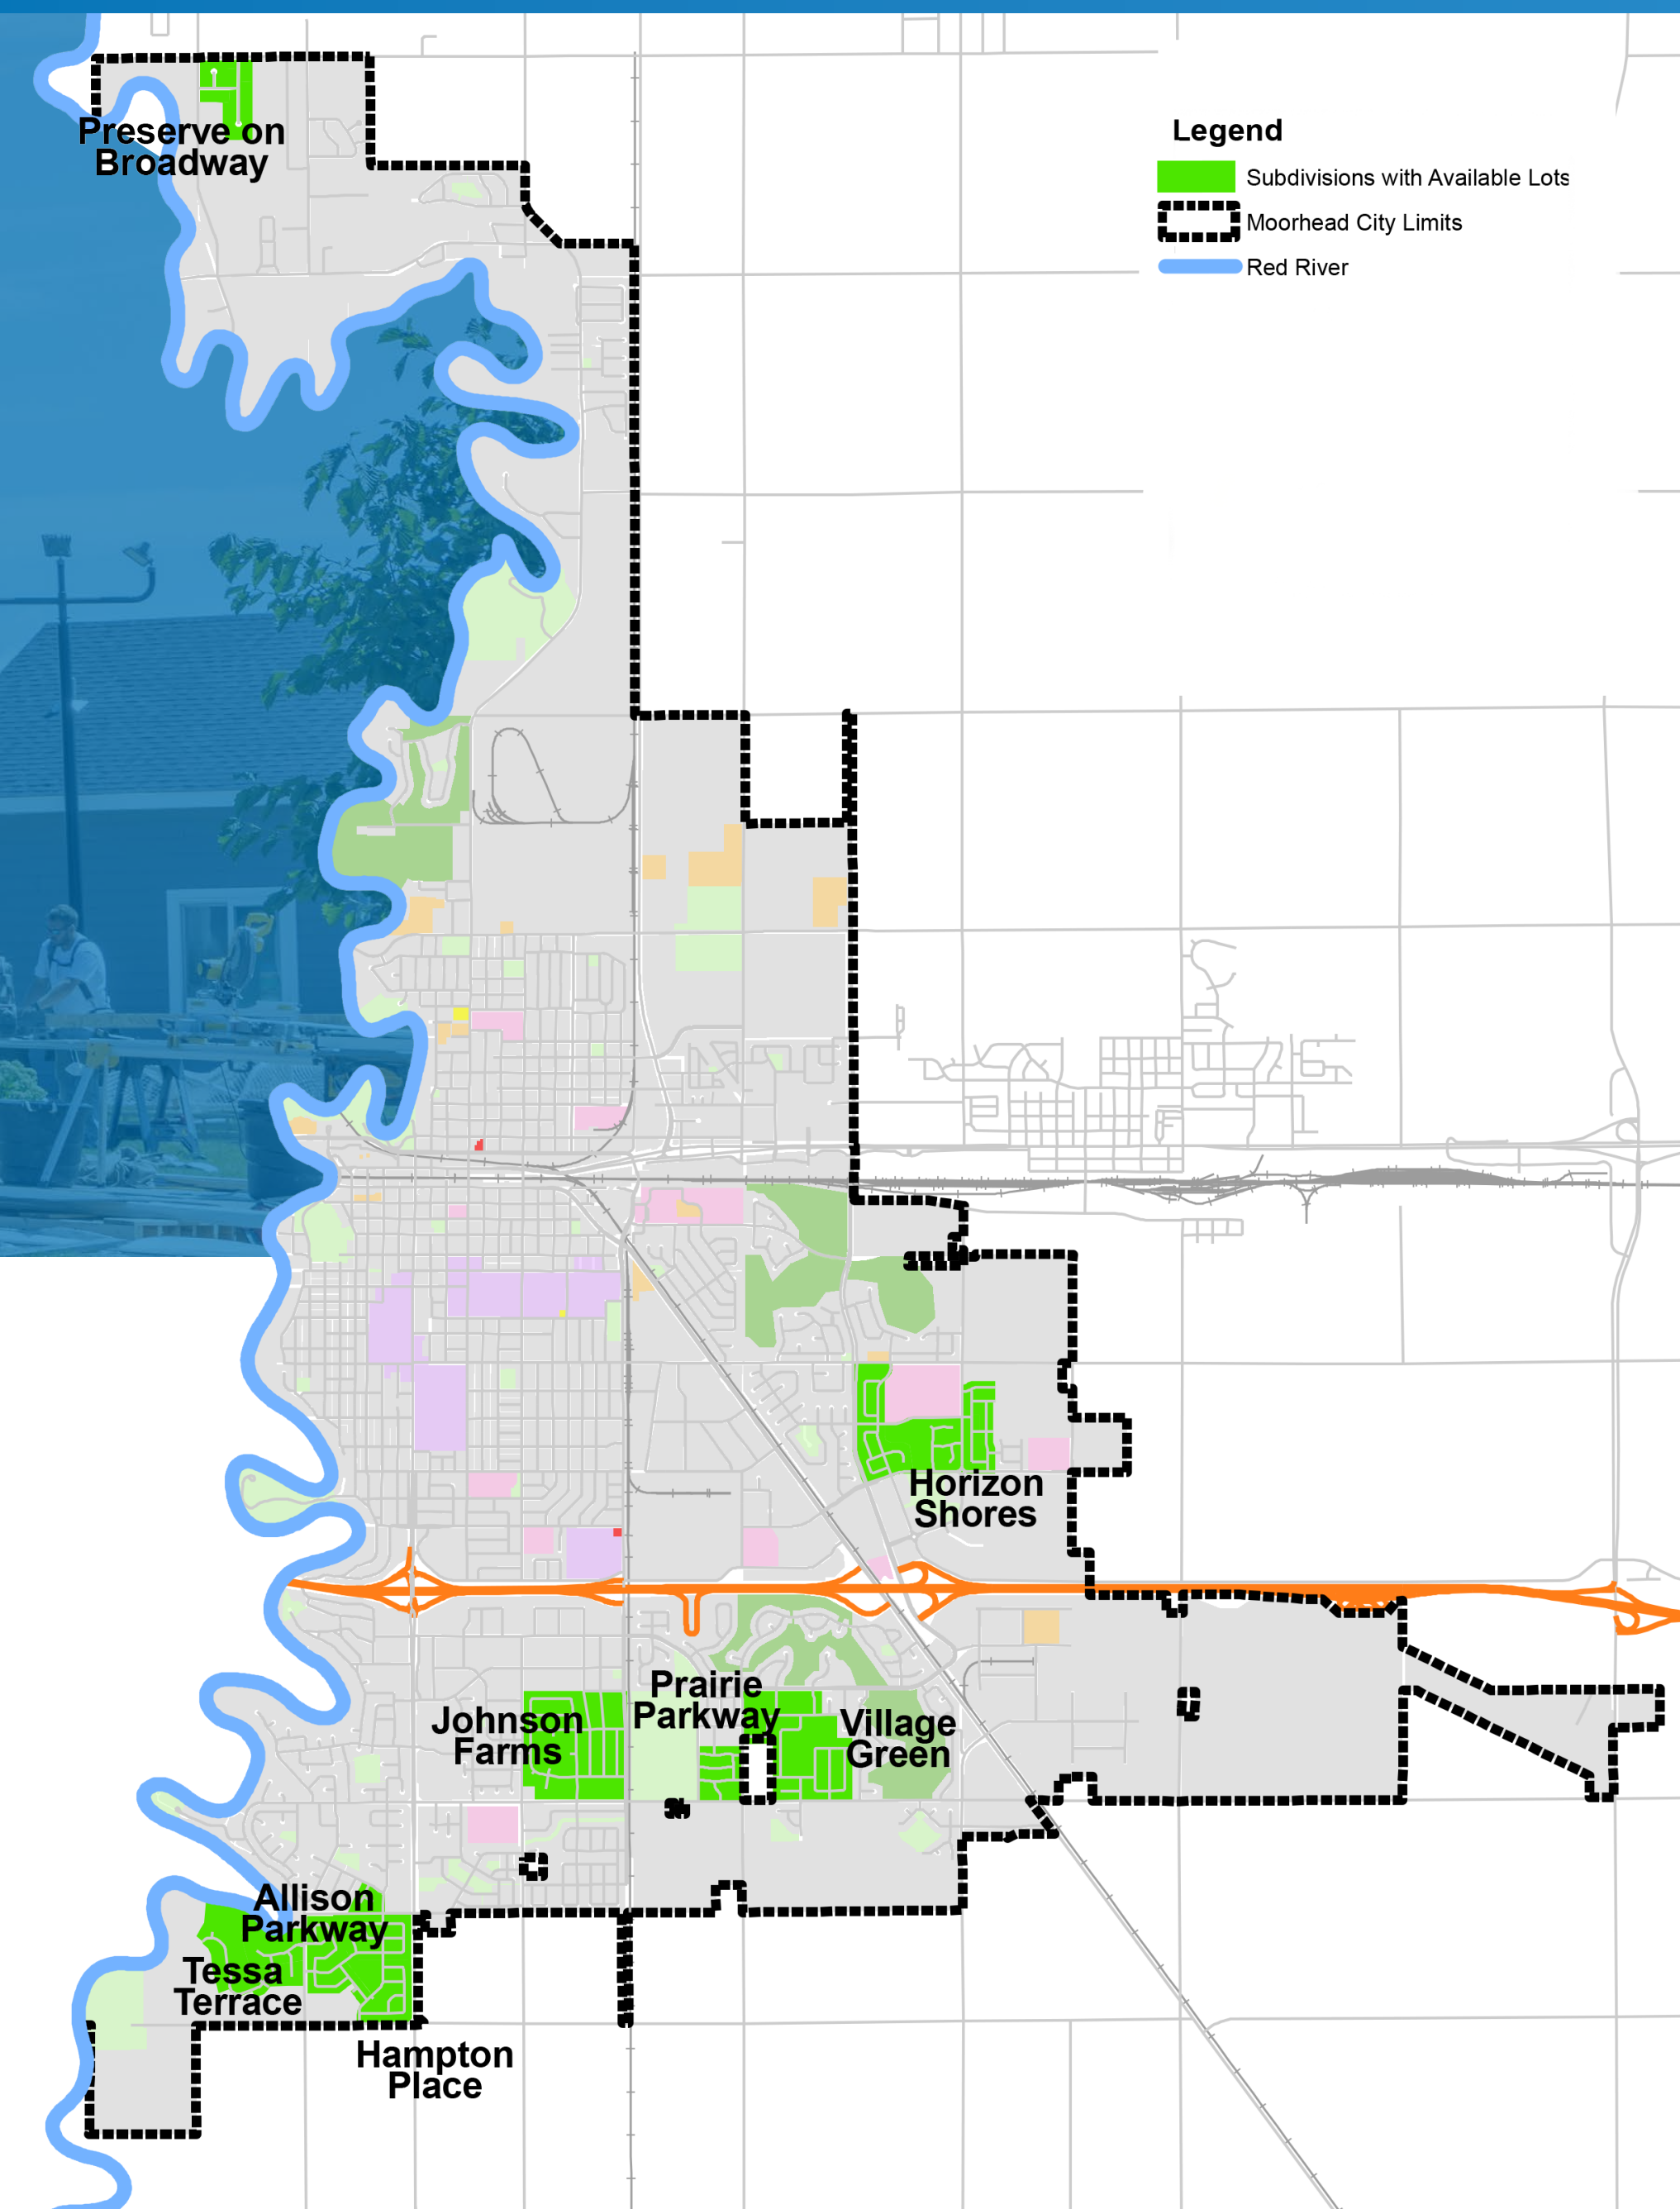 Preserve on
Broadway
Legend
Subdivisions with Available Lots
Moorhead City Limits
Red River
Horizon
Shores
Prairie
Parkway
Johnson
Farms
Village
Green
Allison
Parkway
Tessa
Terrace
Hampton
Place